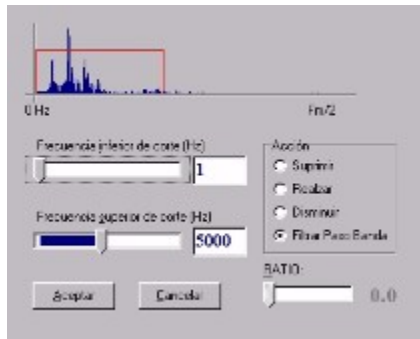 0 Hz
Fm/2
Frecuencia inferior de corte (Hz)
1
Frecuencia superior de corte (Hz)
5000
Acción
Suprimir
Realzar
Disminuir
Filtrar Paso Banda
Aceptar
Cancelar
RATIO:
0.0